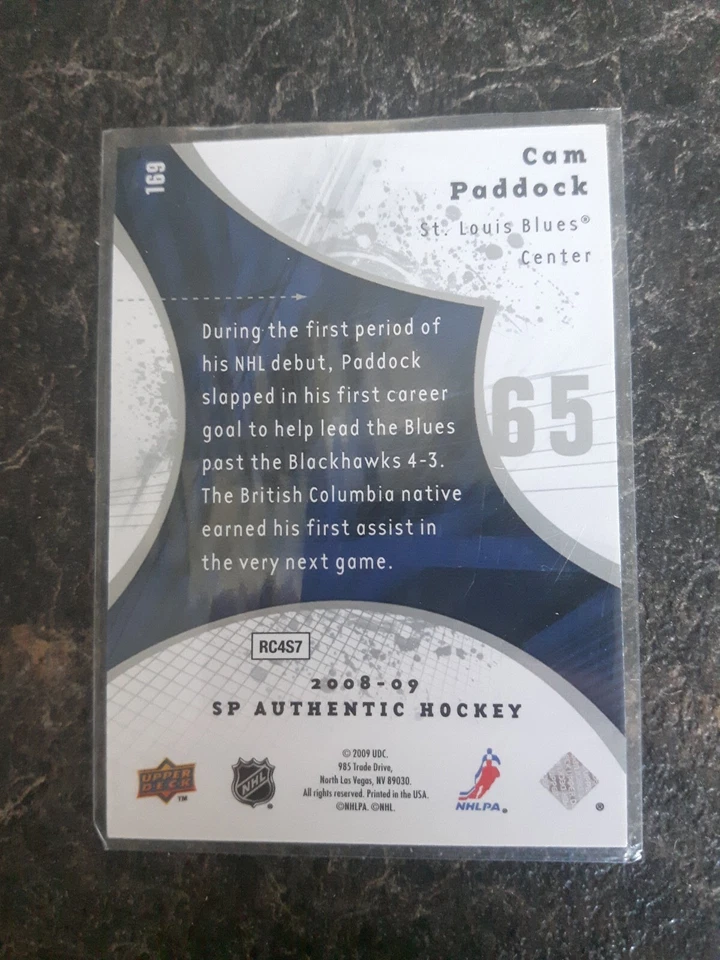 169
Cam
Paddock
St. Louis Blues®
Center
65
During the first period of
his NHL debut, Paddock
slapped in his first career
goal to help lead the Blues
past the Blackhawks 4-3.
The British Columbia native
earned his first assist in
the very next game.
RC4S7
2008-09
SP AUTHENTIC HOCKEY
UPPER
DECK
™
NHL
®
© 2009 UDC.
985 Trade Drive,
North Las Vegas, NV 89030.
All rights reserved. Printed in the USA.
©NHLPA. ©NHL.
NHLPA®
®